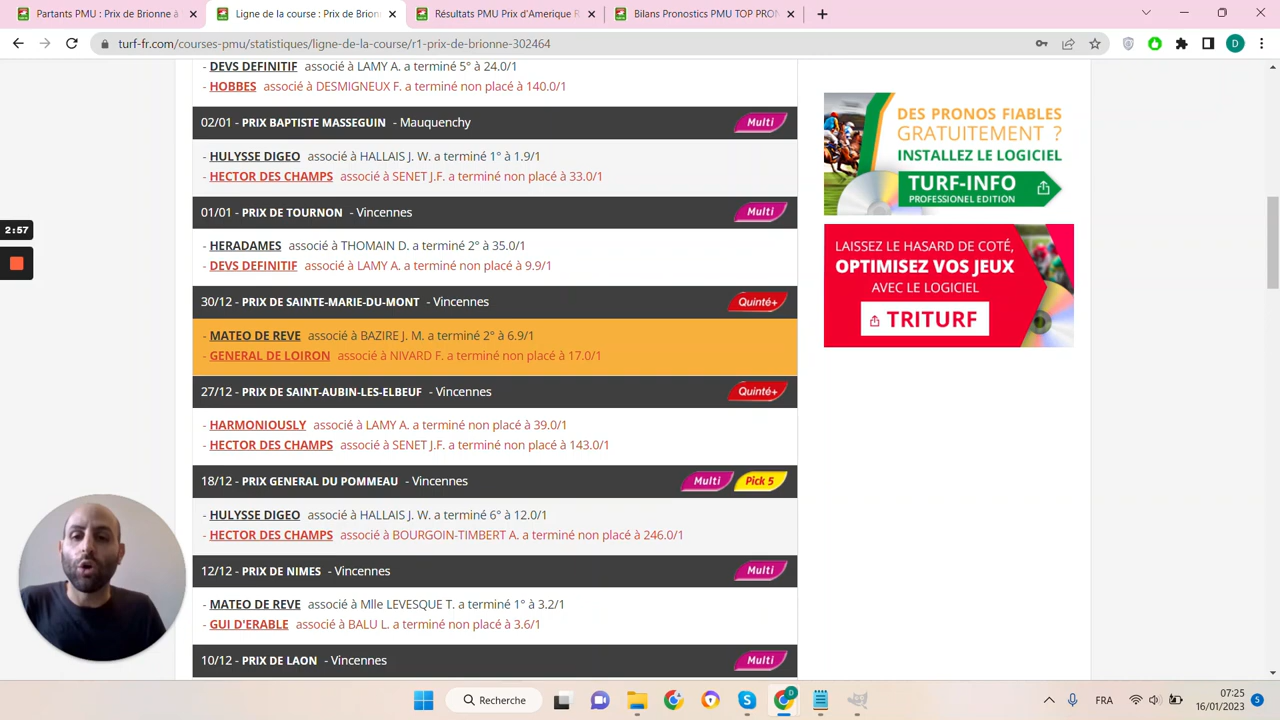 Partants PMU : Prix de Brionne à
Ligne de la course : Prix de Brion
Résultats PMU Prix d'Amerique R
Bilans Pronostics PMU TOP PRON
turf-fr.com/courses-pmu/statistiques/ligne-de-la-course/r1-prix-de-brionne-302464
D
- DEVS DEFINITIF associé à LAMY A. a terminé 5° à 24.0/1
- HOBBES associé à DESMIGNEUX F. a terminé non placé à 140.0/1
02/01 - PRIX BAPTISTE MASSEGUIN - Mauquenchy Multi
- HULYSSE DIGEO associé à HALLAIS J. W. a terminé 1° à 1.9/1
- HECTOR DES CHAMPS associé à SENET J.F. a terminé non placé à 33.0/1
01/01 - PRIX DE TOURNON - Vincennes Multi
- HERADAMES associé à THOMAIN D. a terminé 2° à 35.0/1
- DEVS DEFINITIF associé à LAMY A. a terminé non placé à 9.9/1
30/12 - PRIX DE SAINTE-MARIE-DU-MONT - Vincennes Quinté+
- MATEO DE REVE associé à BAZIRE J. M. a terminé 2° à 6.9/1
- GENERAL DE LOIRON associé à NIVARD F. a terminé non placé à 17.0/1
27/12 - PRIX DE SAINT-AUBIN-LES-ELBEUF - Vincennes Quinté+
- HARMONIOUSLY associé à LAMY A. a terminé non placé à 39.0/1
- HECTOR DES CHAMPS associé à SENET J.F. a terminé non placé à 143.0/1
18/12 - PRIX GENERAL DU POMMEAU - Vincennes Multi Pick 5
- HULYSSE DIGEO associé à HALLAIS J. W. a terminé 6° à 12.0/1
- HECTOR DES CHAMPS associé à BOURGOIN-TIMBERT A. a terminé non placé à 246.0/1
12/12 - PRIX DE NIMES - Vincennes Multi
- MATEO DE REVE associé à Mlle LEVESQUE T. a terminé 1° à 3.2/1
- GUI D'ERABLE associé à BALU L. a terminé non placé à 3.6/1
10/12 - PRIX DE LAON - Vincennes Multi
DES PRONOS FIABLES
GRATUITEMENT ?
INSTALLEZ LE LOGICIEL
TURF-INFO
PROFESIONEL EDITION
LAISSEZ LE HASARD DE COTÉ,
OPTIMISEZ VOS JEUX
AVEC LE LOGICIEL
TRITURF
2:57
Recherche
D
FRA
07:25
16/01/2023
5